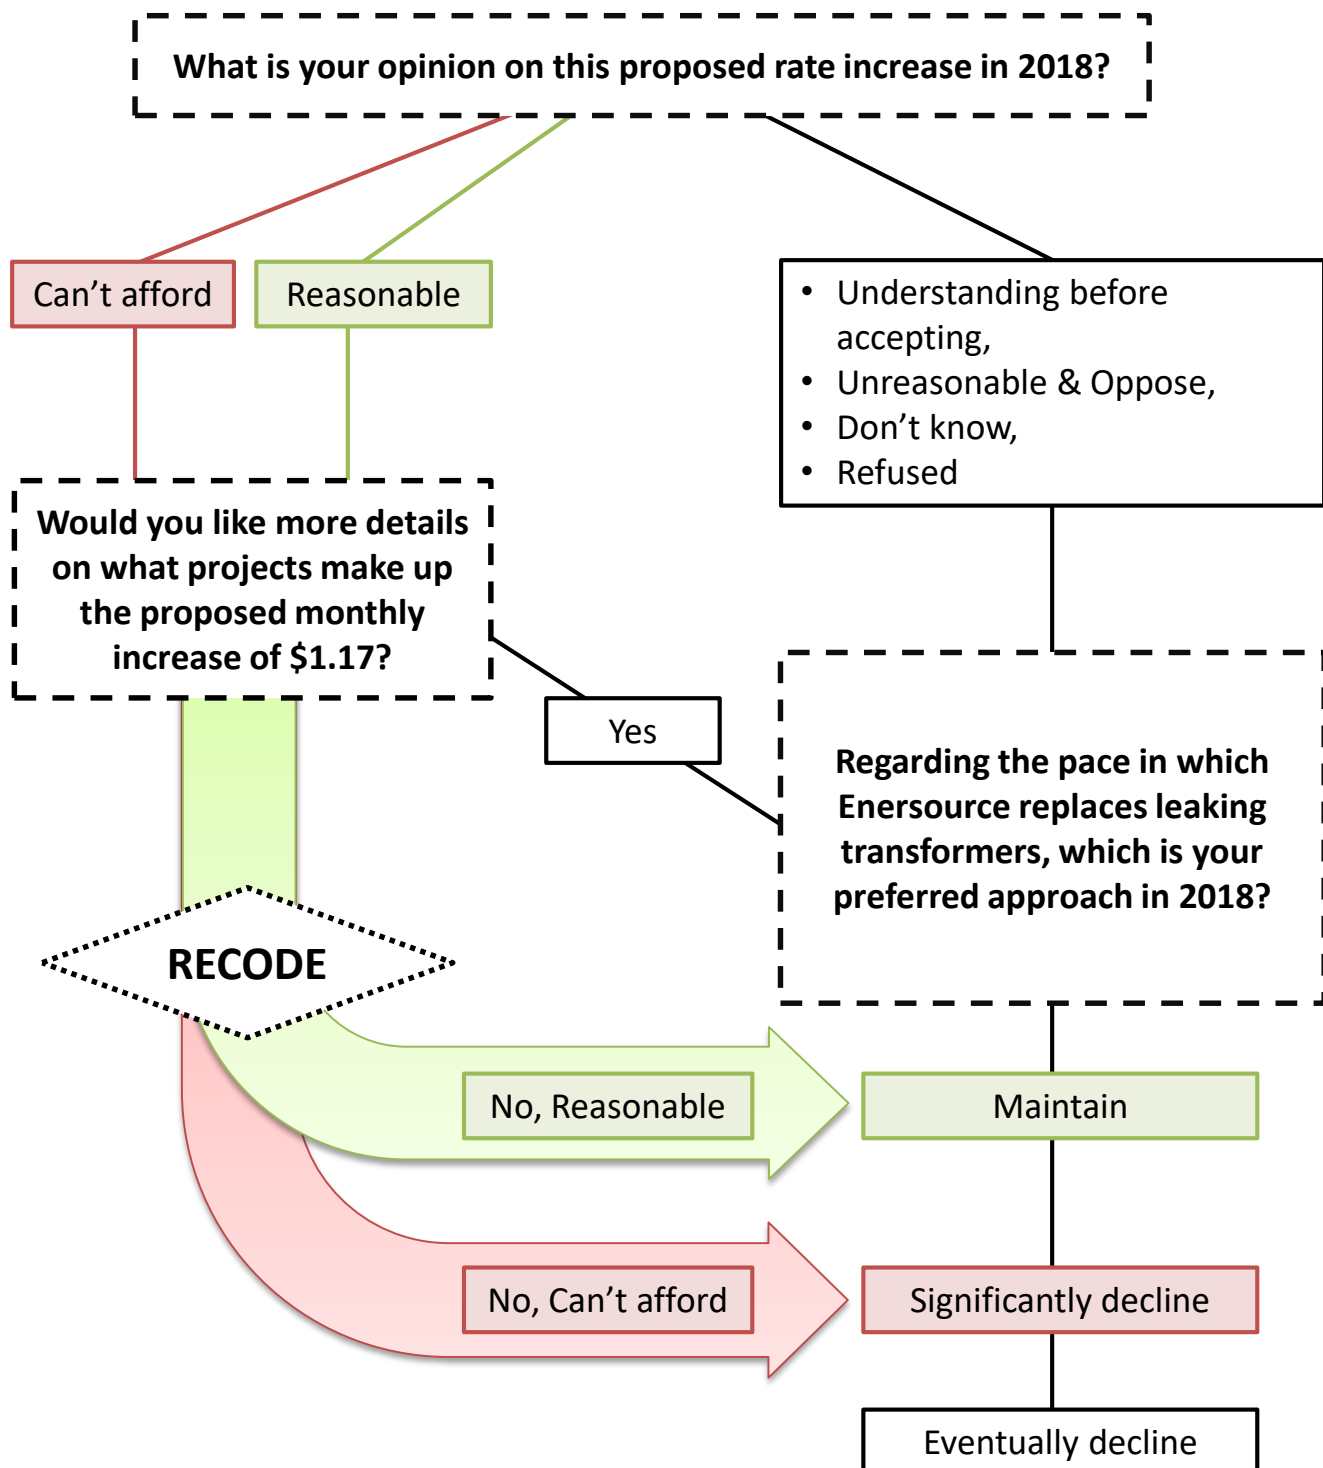 What is your opinion on this proposed rate increase in 2018?
Can’t afford
Reasonable
• Understanding before
accepting,
• Unreasonable & Oppose,
• Don’t know,
• Refused
Would you like more details
on what projects make up
the proposed monthly
increase of $1.17?
Yes
Regarding the pace in which
Enersource replaces leaking
transformers, which is your
preferred approach in 2018?
RECODE
No, Reasonable
Maintain
No, Can’t afford
Significantly decline
Eventually decline